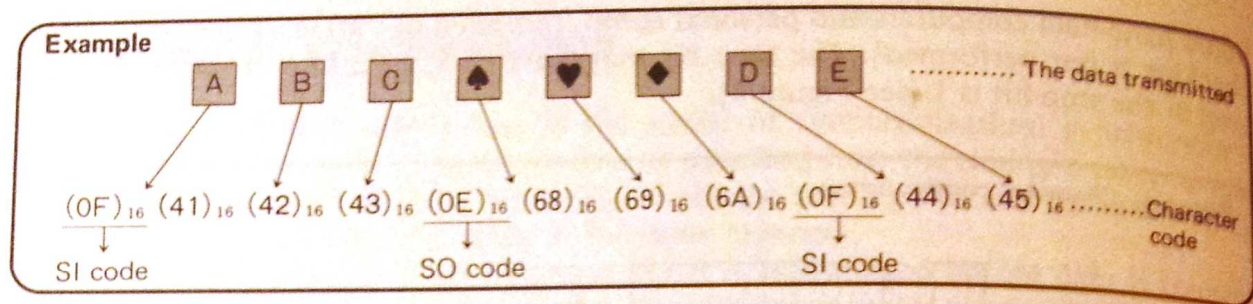 Example
A B C ♠ ♥ ♦ D E ............ The data transmitted
(0F)₁₆ (41)₁₆ (42)₁₆ (43)₁₆ (0E)₁₆ (68)₁₆ (69)₁₆ (6A)₁₆ (0F)₁₆ (44)₁₆ (45)₁₆ ......... Character
code
SI code SO code SI code